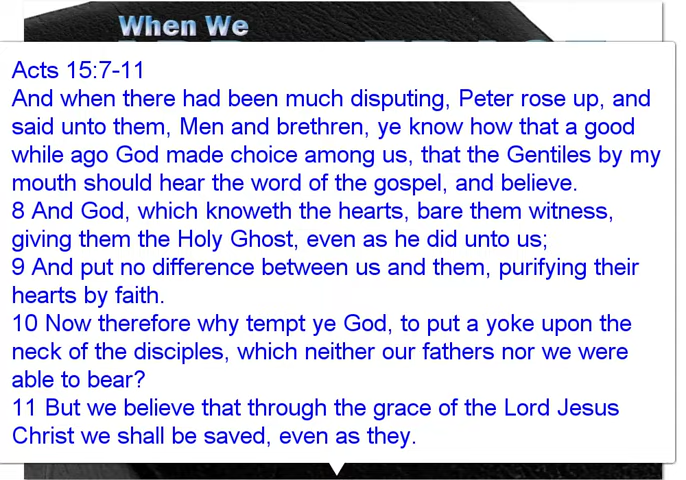 When We
Acts 15:7-11
And when there had been much disputing, Peter rose up, and
said unto them, Men and brethren, ye know how that a good
while ago God made choice among us, that the Gentiles by my
mouth should hear the word of the gospel, and believe.
8 And God, which knoweth the hearts, bare them witness,
giving them the Holy Ghost, even as he did unto us;
9 And put no difference between us and them, purifying their
hearts by faith.
10 Now therefore why tempt ye God, to put a yoke upon the
neck of the disciples, which neither our fathers nor we were
able to bear?
11 But we believe that through the grace of the Lord Jesus
Christ we shall be saved, even as they.